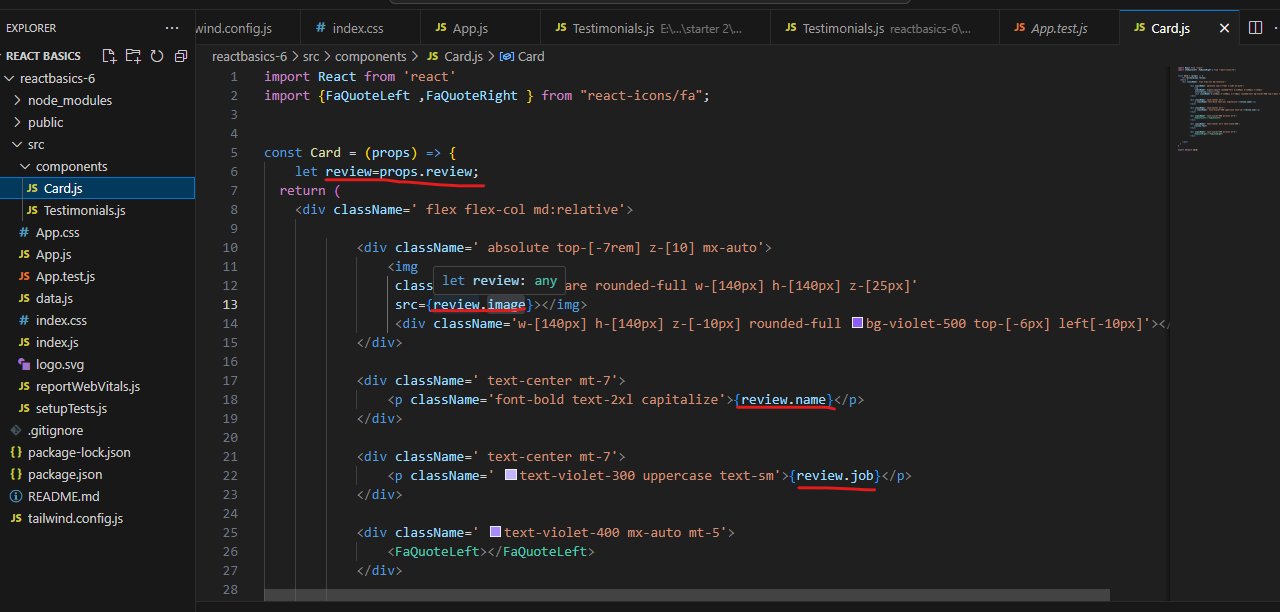 EXPLORER
REACT BASICS
reactbasics-6
node_modules
public
src
components
Card.js
Testimonials.js
App.css
App.js
App.test.js
data.js
index.css
index.js
logo.svg
reportWebVitals.js
setupTests.js
.gitignore
package-lock.json
package.json
README.md
tailwind.config.js
wind.config.js
index.css
App.js
Testimonials.js E:\...\starter 2\...
Testimonials.js reactbasics-6\...
App.test.js
Card.js
reactbasics-6 > src > components > JS Card.js > Card
1 import React from 'react'
2 import {FaQuoteLeft ,FaQuoteRight } from "react-icons/fa";
3
4
5 const Card = (props) => {
6 let review=props.review;
7 return (
8 <div className=' flex flex-col md:relative'>
9
10 <div className=' absolute top-[-7rem] z-[10] mx-auto'>
11 <img
let review: any
12 class are rounded-full w-[140px] h-[140px] z-[25px]'
13 src={review.image}></img>
14 <div className='w-[140px] h-[140px] z-[-10px] rounded-full bg-violet-500 top-[-6px] left[-10px]'></
15 </div>
16
17 <div className=' text-center mt-7'>
18 <p className='font-bold text-2xl capitalize'>{review.name}</p>
19 </div>
20
21 <div className=' text-center mt-7'>
22 <p className=' text-violet-300 uppercase text-sm'>{review.job}</p>
23 </div>
24
25 <div className=' text-violet-400 mx-auto mt-5'>
26 <FaQuoteLeft></FaQuoteLeft>
27 </div>
28